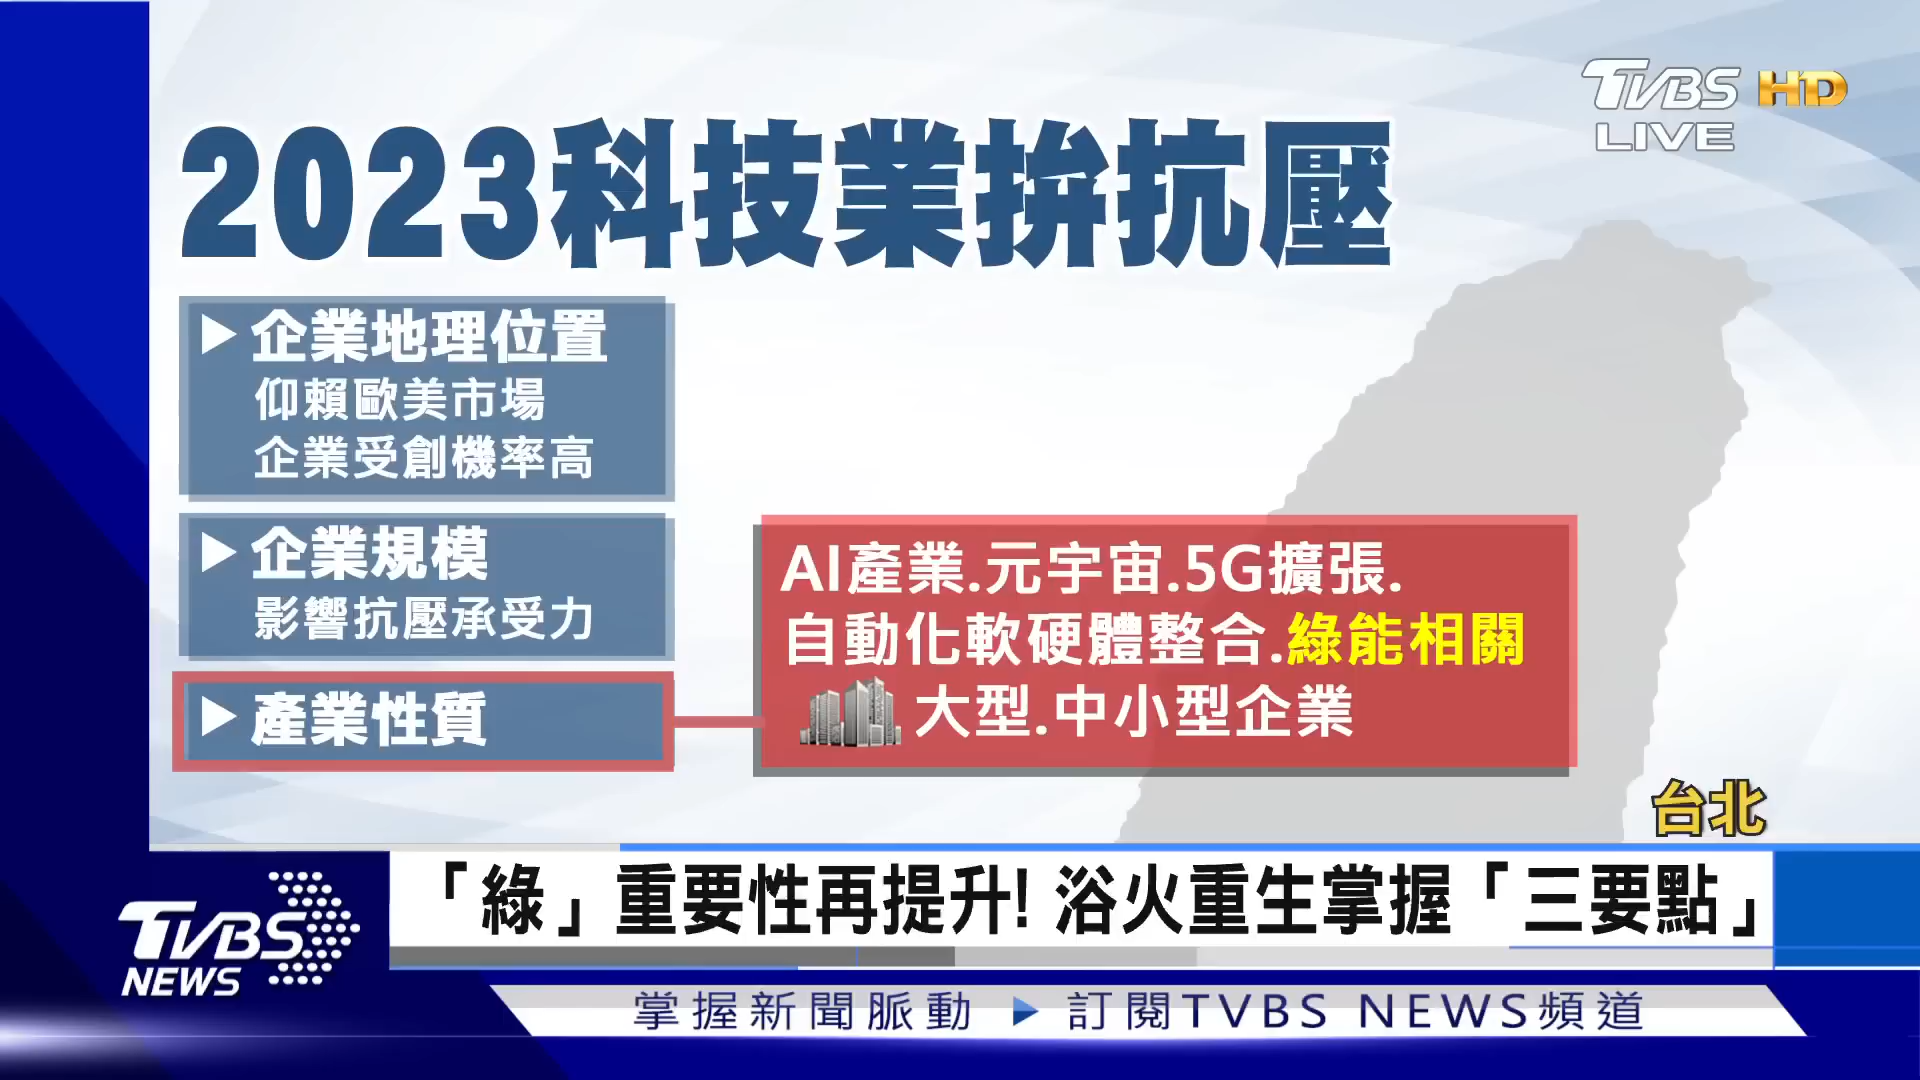 TVBS HD
LIVE
2023科技業拚抗壓
▶企業地理位置
仰賴歐美市場
企業受創機率高
▶企業規模
影響抗壓承受力
▶產業性質
AI產業.元宇宙.5G擴張.
自動化軟硬體整合.綠能相關
大型.中小型企業
台北
「綠」重要性再提升! 浴火重生掌握「三要點」
TVBS
NEWS
掌握新聞脈動 ▶ 訂閱TVBS NEWS頻道